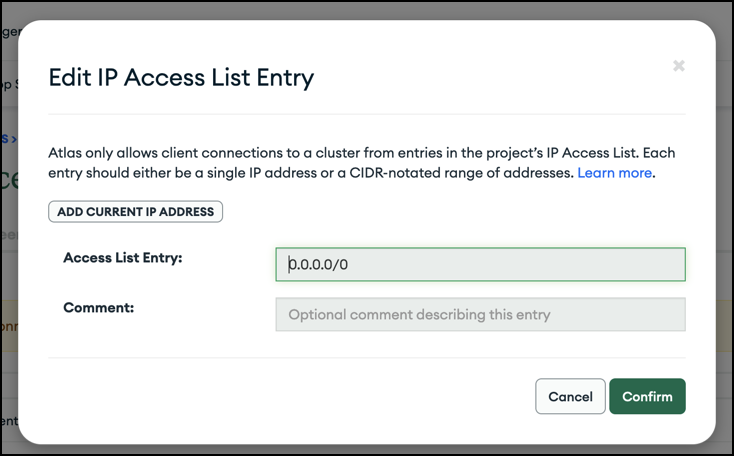 Edit IP Access List Entry
Atlas only allows client connections to a cluster from entries in the project's IP Access List. Each
entry should either be a single IP address or a CIDR-notated range of addresses. Learn more.
ADD CURRENT IP ADDRESS
Access List Entry:
0.0.0.0/0
Comment:
Optional comment describing this entry
Cancel
Confirm